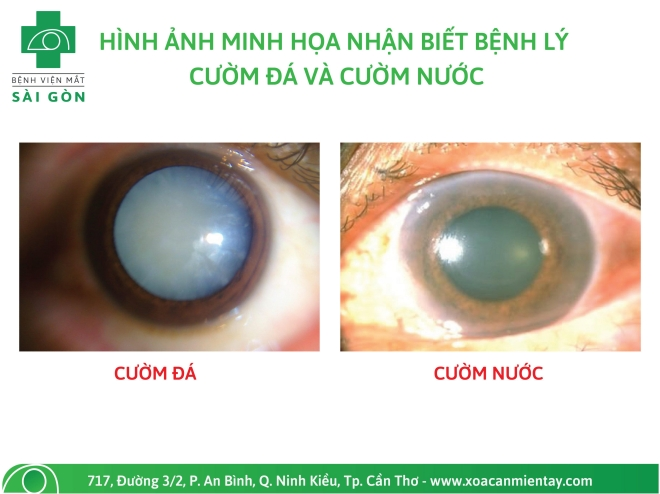 HÌNH ẢNH MINH HỌA NHẬN BIẾT BỆNH LÝ
CƯỜM ĐÁ VÀ CƯỜM NƯỚC
BỆNH VIỆN MẮT
SÀI GÒN
CƯỜM ĐÁ
CƯỜM NƯỚC
717, Đường 3/2, P. An Bình, Q. Ninh Kiều, Tp. Cần Thơ - www.xoacanmientay.com